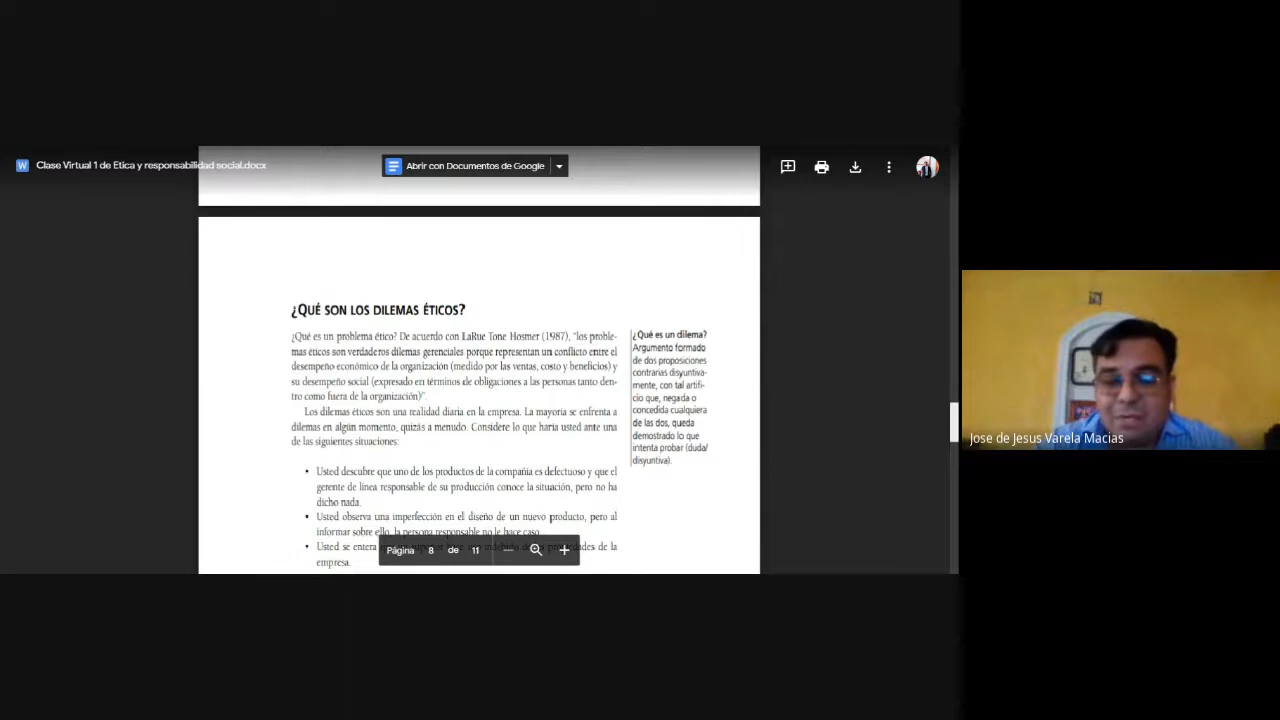 Clase Virtual 1 de Etica y responsabilidad social.docx
Abrir con Documentos de Google
¿QUÉ SON LOS DILEMAS ÉTICOS?
¿Qué es un problema ético? De acuerdo con LaRue Tone Hosmer (1987), "los proble-
mas éticos son verdaderos dilemas gerenciales porque representan un conflicto entre el
desempeño económico de la organización (medido por las ventas, costo y beneficios) y
su desempeño social (expresado en términos de obligaciones a las personas tanto den-
tro como fuera de la organización)".
Los dilemas éticos son una realidad diaria en la empresa. La mayoría se enfrenta a
dilemas en algún momento, quizás a menudo. Considere lo que haría usted ante una
de las siguientes situaciones:
• Usted descubre que uno de los productos de la compañía es defectuoso y que el
gerente de línea responsable de su producción conoce la situación, pero no ha
dicho nada.
• Usted observa una imperfección en el diseño de un nuevo producto, pero al
informar sobre ello, la persona responsable no le hace caso.
• Usted se entera de la
empresa.
¿Qué es un dilema?
Argumento formado
de dos proposiciones
contrarias disyuntiva-
mente, con tal artifi-
cio que, negada o
concedida cualquiera
de las dos, queda
demostrado lo que
intenta probar (duda/
disyuntiva).
Página 8 de 11
Jose de Jesus Varela Macias